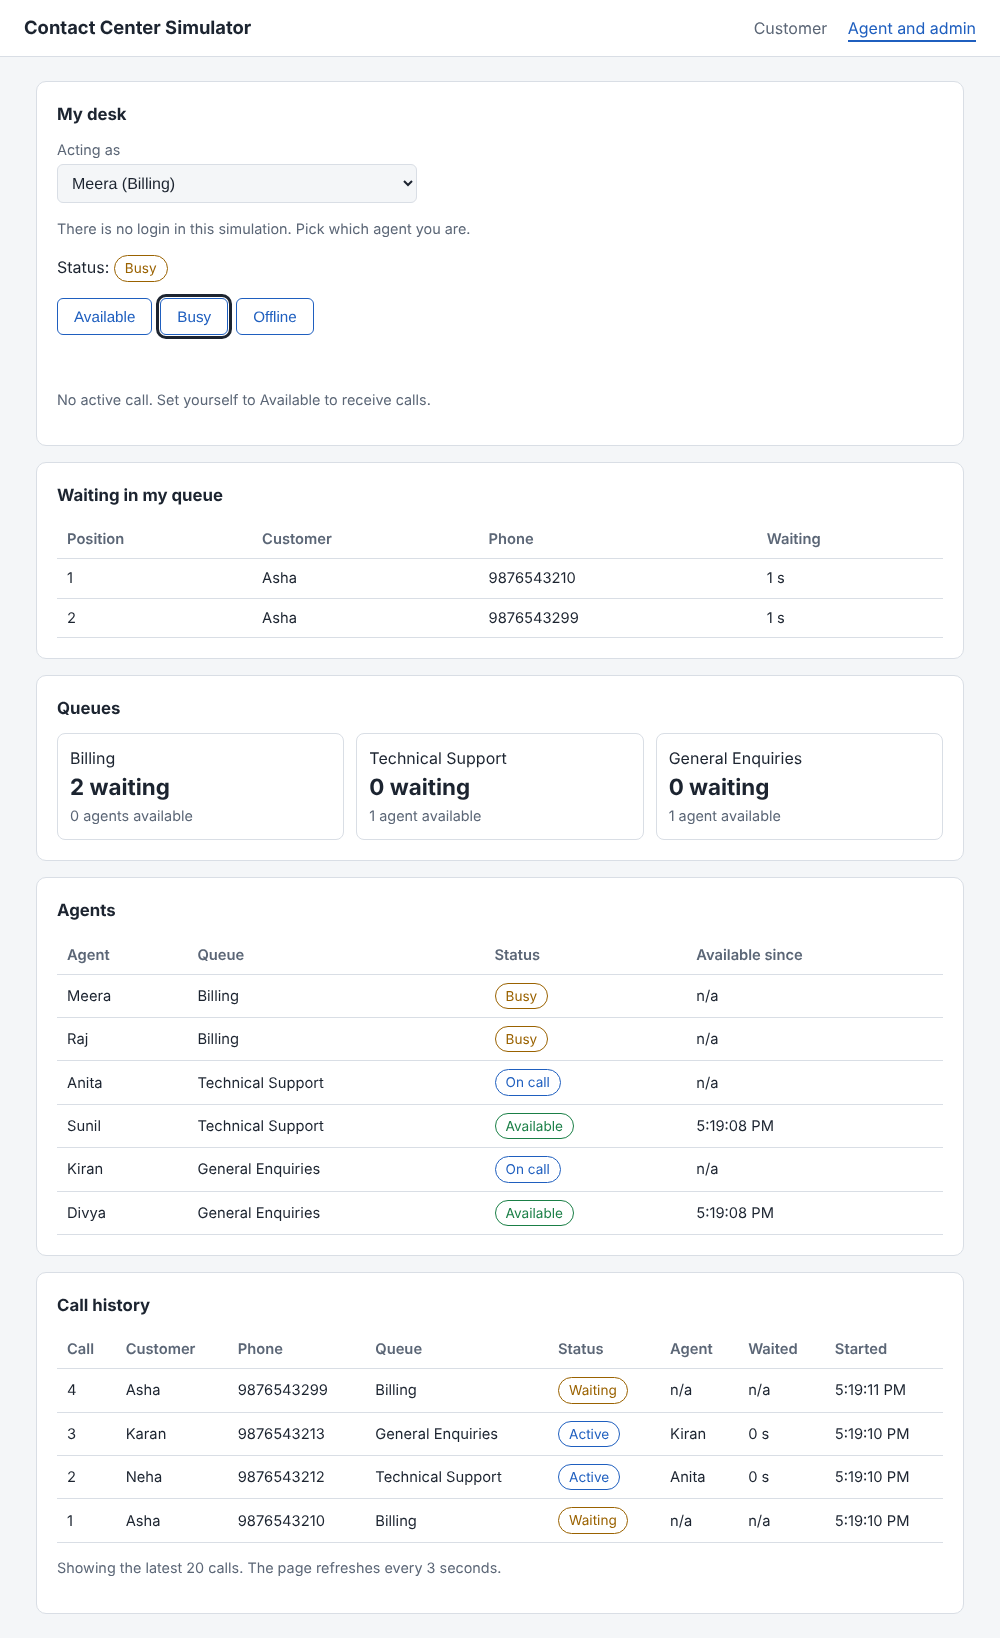 Contact Center Simulator
Customer Agent and admin
My desk
Acting as
Meera (Billing)
There is no login in this simulation. Pick which agent you are.
Status: Busy
Available Busy Offline
No active call. Set yourself to Available to receive calls.
Waiting in my queue
Position Customer Phone Waiting
1 Asha 9876543210 1 s
2 Asha 9876543299 1 s
Queues
Billing
2 waiting
0 agents available
Technical Support
0 waiting
1 agent available
General Enquiries
0 waiting
1 agent available
Agents
Agent Queue Status Available since
Meera Billing Busy n/a
Raj Billing Busy n/a
Anita Technical Support On call n/a
Sunil Technical Support Available 5:19:08 PM
Kiran General Enquiries On call n/a
Divya General Enquiries Available 5:19:08 PM
Call history
Call Customer Phone Queue Status Agent Waited Started
4 Asha 9876543299 Billing Waiting n/a n/a 5:19:11 PM
3 Karan 9876543213 General Enquiries Active Kiran 0 s 5:19:10 PM
2 Neha 9876543212 Technical Support Active Anita 0 s 5:19:10 PM
1 Asha 9876543210 Billing Waiting n/a n/a 5:19:10 PM
Showing the latest 20 calls. The page refreshes every 3 seconds.